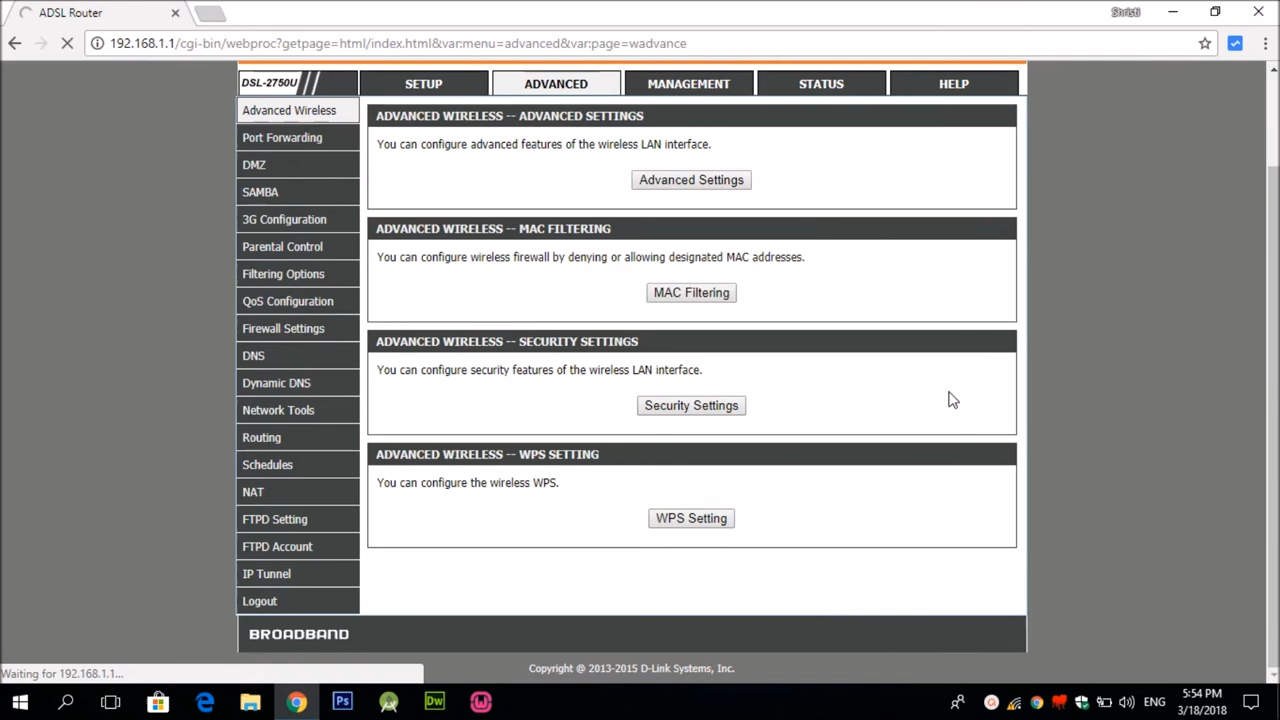 ADSL Router
Shristi
192.168.1.1/cgi-bin/webproc?getpage=html/index.html&var:menu=advanced&var:page=wadvance
DSL-2750U
SETUP
ADVANCED
MANAGEMENT
STATUS
HELP
Advanced Wireless
Port Forwarding
DMZ
SAMBA
3G Configuration
Parental Control
Filtering Options
QoS Configuration
Firewall Settings
DNS
Dynamic DNS
Network Tools
Routing
Schedules
NAT
FTPD Setting
FTPD Account
IP Tunnel
Logout
ADVANCED WIRELESS -- ADVANCED SETTINGS
You can configure advanced features of the wireless LAN interface.
Advanced Settings
ADVANCED WIRELESS -- MAC FILTERING
You can configure wireless firewall by denying or allowing designated MAC addresses.
MAC Filtering
ADVANCED WIRELESS -- SECURITY SETTINGS
You can configure security features of the wireless LAN interface.
Security Settings
ADVANCED WIRELESS -- WPS SETTING
You can configure the wireless WPS.
WPS Setting
BROADBAND
Copyright @ 2013-2015 D-Link Systems, Inc.
Waiting for 192.168.1.1...
Ps
Dw
ENG
5:54 PM
3/18/2018